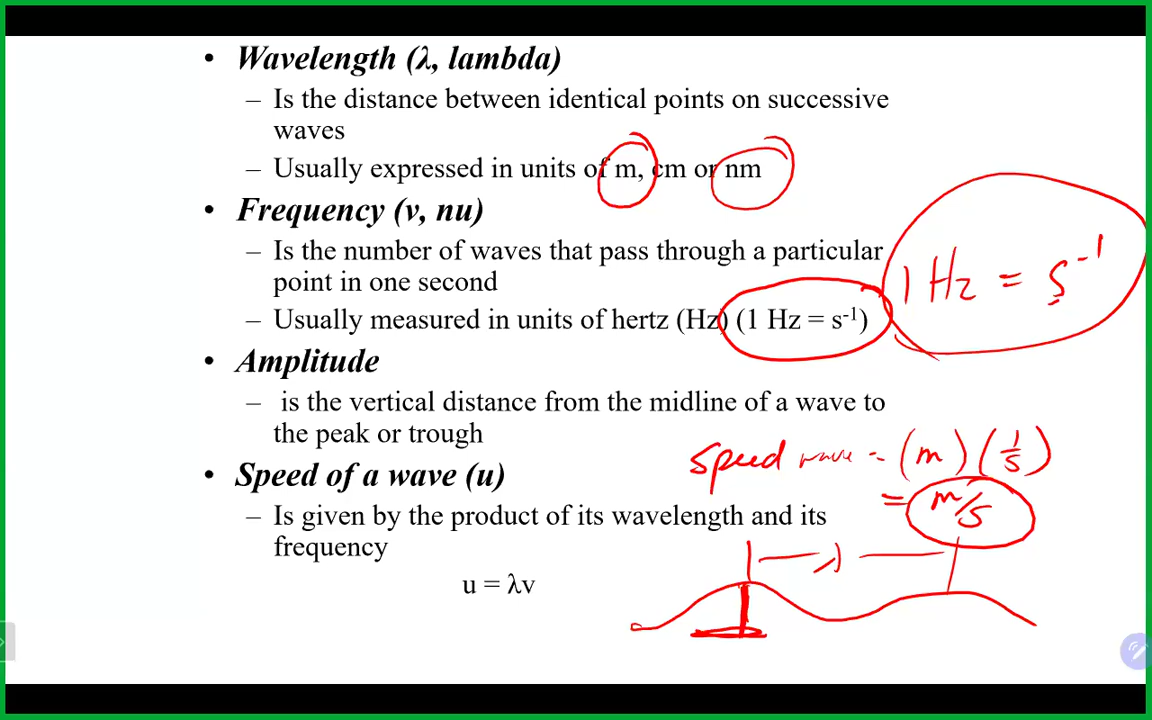 • Wavelength (λ, lambda)
– Is the distance between identical points on successive
waves
– Usually expressed in units of m, cm or nm
• Frequency (ν, nu)
– Is the number of waves that pass through a particular
point in one second
– Usually measured in units of hertz (Hz) (1 Hz = s⁻¹)
1 Hz = s⁻¹
• Amplitude
– is the vertical distance from the midline of a wave to
the peak or trough
• Speed of a wave (u)
– Is given by the product of its wavelength and its
frequency
u = λν
speed wave = (m)(1/s)
= m/s
λ